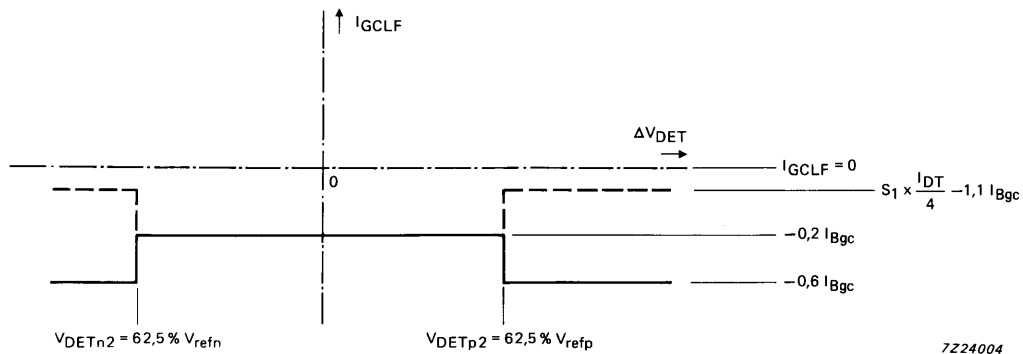 ↑ I_GCLF
ΔV_DET
→
I_GCLF = 0
0
S_1 x I_DT/4 −1,1 I_Bgc
−0,2 I_Bgc
−0,6 I_Bgc
V_DETn2 = 62,5 % V_refn
V_DETp2 = 62,5 % V_refp
7Z24004